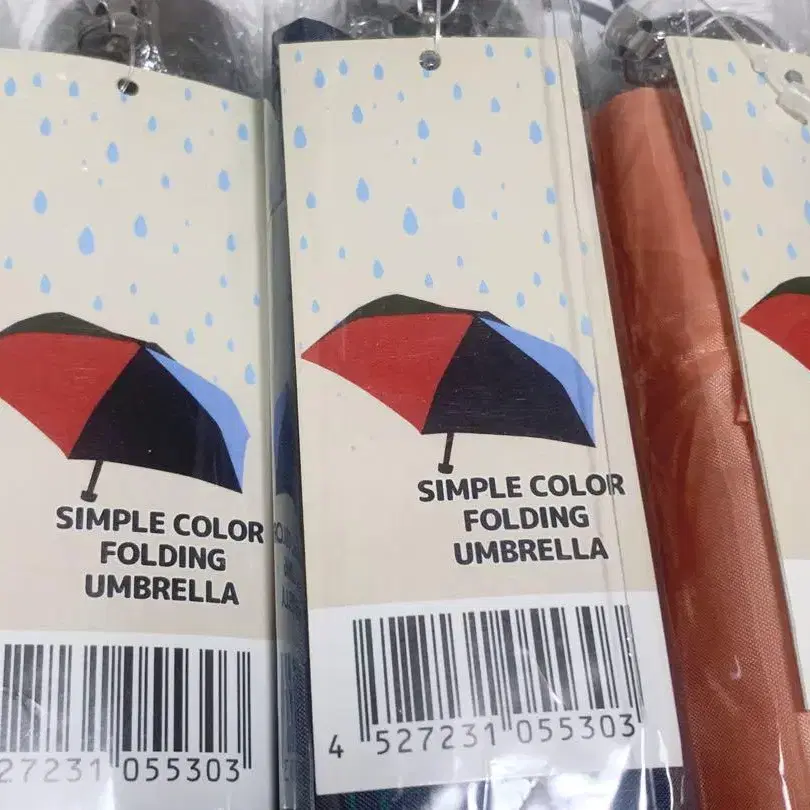 SIMPLE COLOR
FOLDING
UMBRELLA
27231 055303
SIMPLE COLOR
FOLDING
UMBRELLA
4 527231 055303